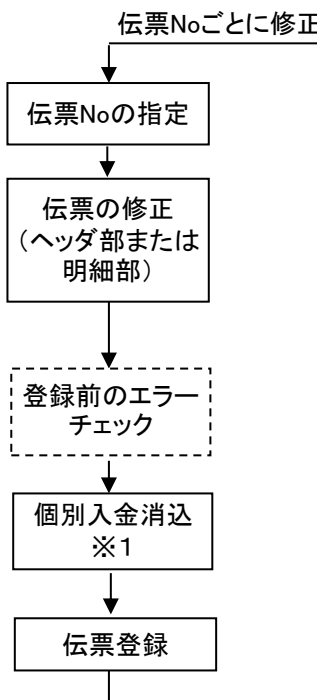 伝票Noごとに修正
伝票Noの指定
伝票の修正
(ヘッダ部または
明細部)
登録前のエラー
チェック
個別入金消込
※1
伝票登録